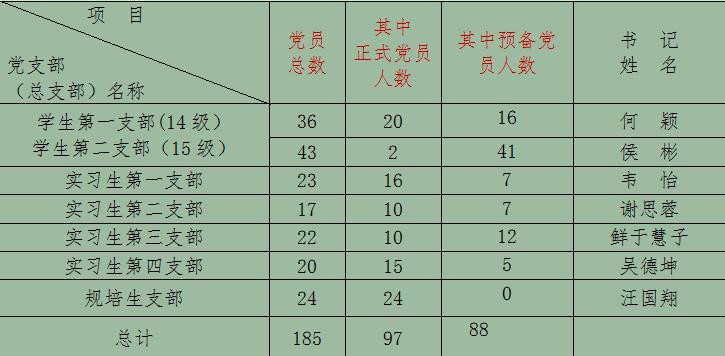 项 目
党支部
（总支部）名称
党员
总数
其中
正式党员
人数
其中预备党
员人数
书 记
姓 名
学生第一支部(14级） 36 20 16 何 颖
学生第二支部（15级） 43 2 41 侯 彬
实习生第一支部 23 16 7 韦 怡
实习生第二支部 17 10 7 谢思蓉
实习生第三支部 22 10 12 鲜于慧子
实习生第四支部 20 15 5 吴德坤
规培生支部 24 24 0 汪国翔
总计 185 97 88